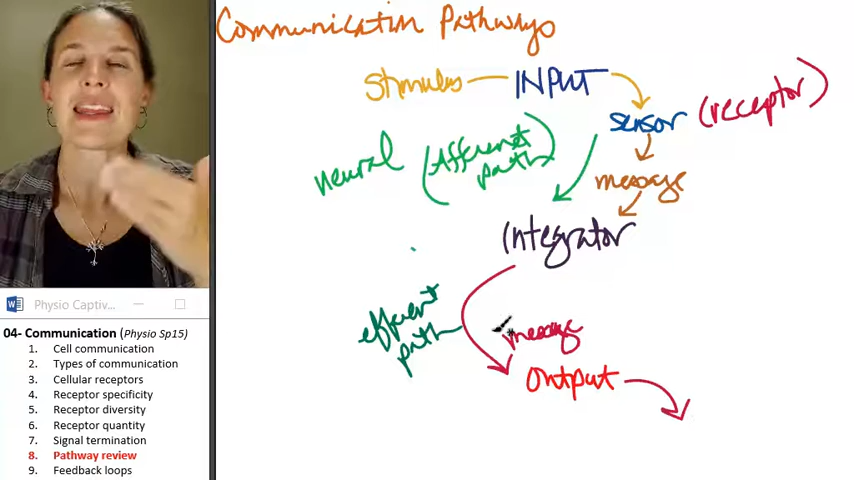 Communication Pathways
stimulus — INPUT
sensor (receptor)
neural (Afferent path)
message
Integrator
efferent path
message
Output
Physio Captiv...
04- Communication (Physio Sp15)
1. Cell communication
2. Types of communication
3. Cellular receptors
4. Receptor specificity
5. Receptor diversity
6. Receptor quantity
7. Signal termination
8. Pathway review
9. Feedback loops